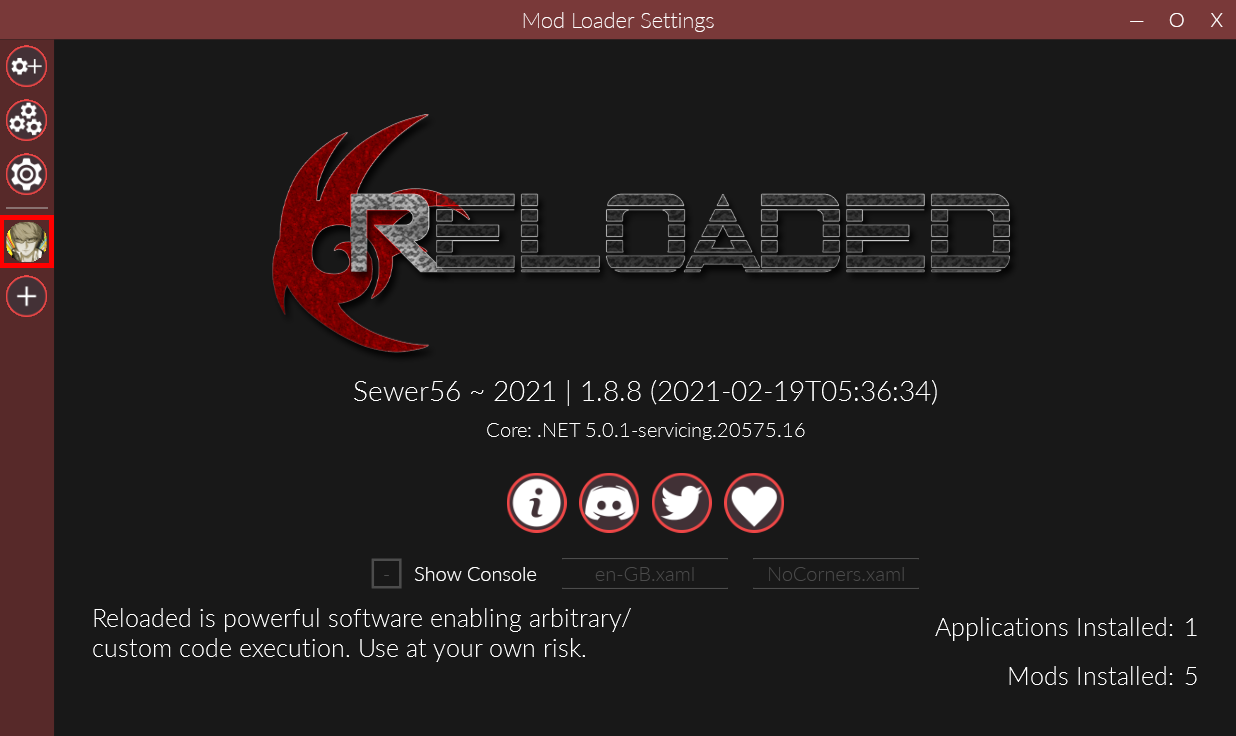 Mod Loader Settings
RELOADED
Sewer56 ~ 2021 | 1.8.8 (2021-02-19T05:36:34)
Core: .NET 5.0.1-servicing.20575.16
- Show Console en-GB.xaml NoCorners.xaml
Reloaded is powerful software enabling arbitrary/
custom code execution. Use at your own risk.
Applications Installed: 1
Mods Installed: 5